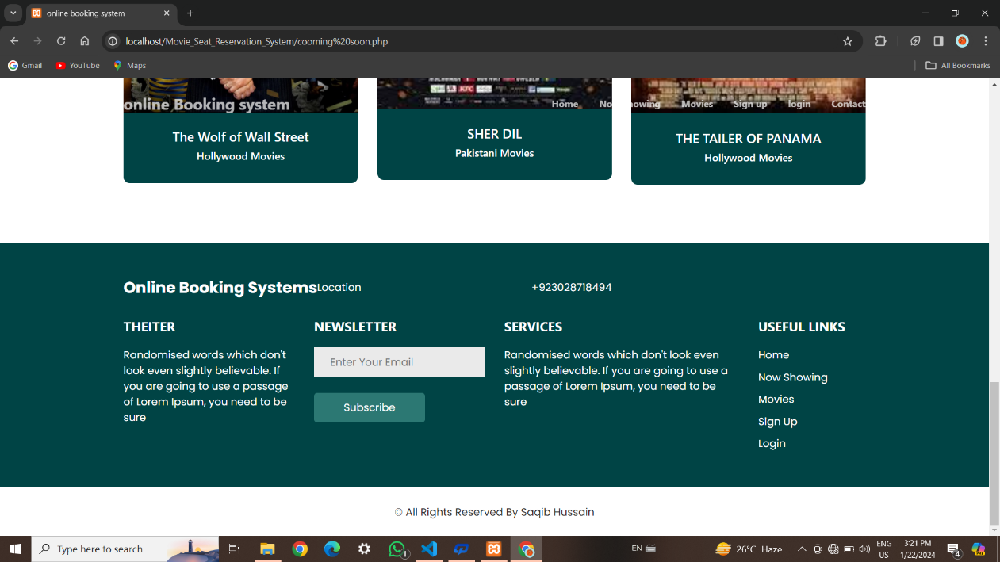 online booking system
localhost/Movie_Seat_Reservation_System/cooming%20soon.php
Gmail YouTube Maps All Bookmarks
online Booking system
Home No howing Movies Sign up login Contact
KFC
The Wolf of Wall Street
Hollywood Movies
SHER DIL
Pakistani Movies
THE TAILER OF PANAMA
Hollywood Movies
Online Booking Systems
Location
+923028718494
THEITER
Randomised words which don't
look even slightly believable. If
you are going to use a passage
of Lorem Ipsum, you need to be
sure
NEWSLETTER
Enter Your Email
Subscribe
SERVICES
Randomised words which don't look even
slightly believable. If you are going to use a
passage of Lorem Ipsum, you need to be
sure
USEFUL LINKS
Home
Now Showing
Movies
Sign Up
Login
© All Rights Reserved By Saqib Hussain
Type here to search
1
EN
26°C Haze
ENG
US
3:21 PM
1/22/2024
4